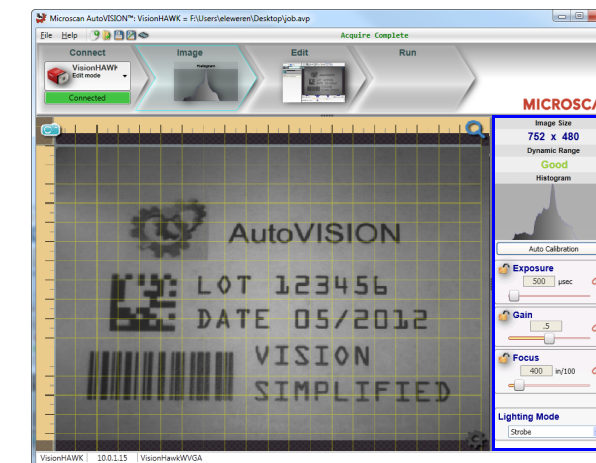 Microscan AutoVISION™: VisionHAWK = F:\Users\eleweren\Desktop\job.avp
File Help
Acquire Complete
Connect
Image
Edit
Run
VisionHAWK
Edit mode
Connected
histogram
MICROSCA
Image Size
752 x 480
Dynamic Range
Good
Histogram
Auto Calibration
Exposure
500 µsec
Gain
.5
Focus
400 in/100
Lighting Mode
Strobe
AutoVISION
LOT 123456
DATE 05/2012
VISION
SIMPLIFIED
VisionHAWK 10.0.1.15 VisionHawkWVGA